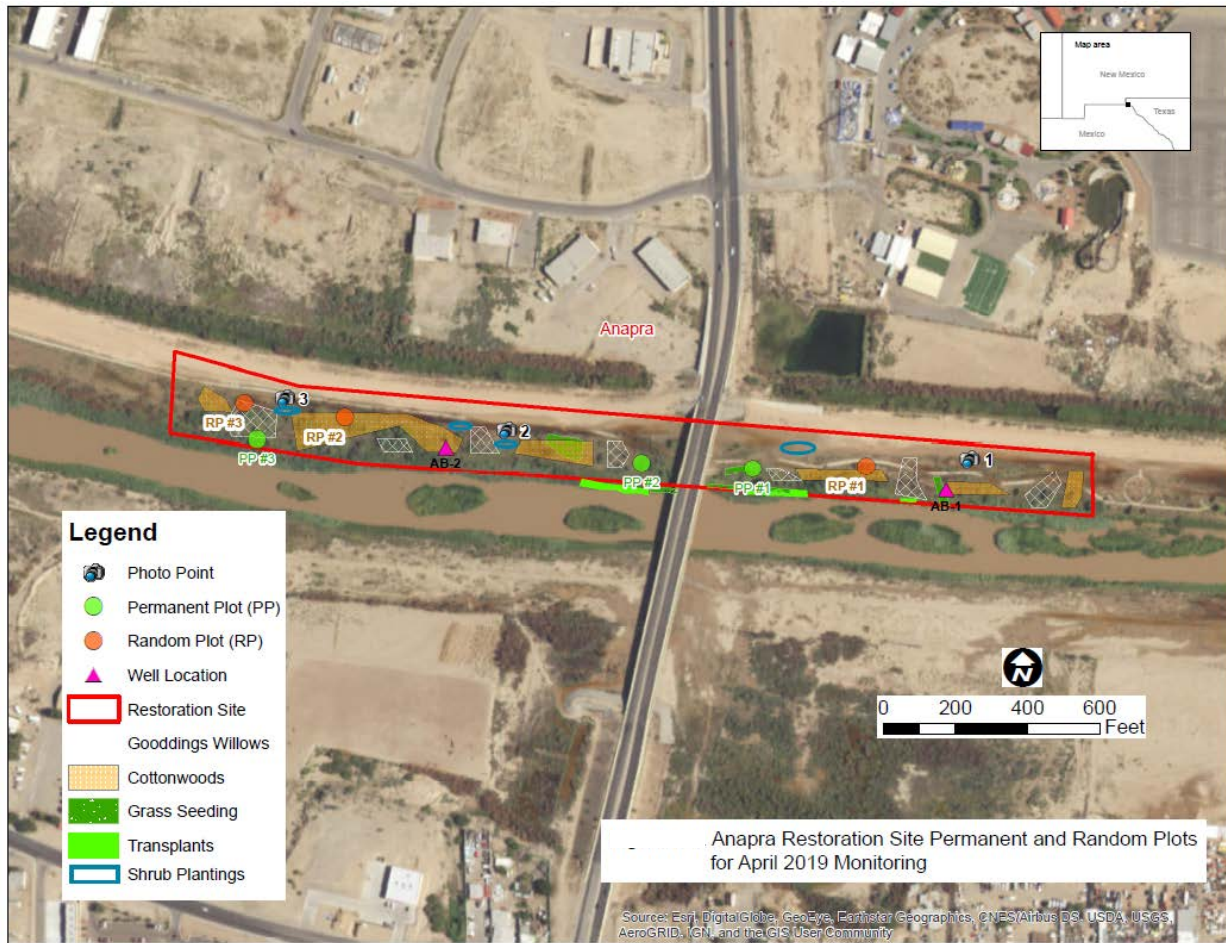 Map area
New Mexico
Texas
Mexico
Anapra
3
RP #3
RP #2
2
AB-2
PP #3
PP #2
PP #1
RP #1
1
AB-1
Legend
Photo Point
Permanent Plot (PP)
Random Plot (RP)
Well Location
Restoration Site
Gooddings Willows
Cottonwoods
Grass Seeding
Transplants
Shrub Plantings
N
0 200 400 600
Feet
Anapra Restoration Site Permanent and Random Plots
for April 2019 Monitoring
Source: Esri, DigitalGlobe, GeoEye, Earthstar Geographics, CNES/Airbus DS, USDA, USGS,
AeroGRID, IGN, and the GIS User Community